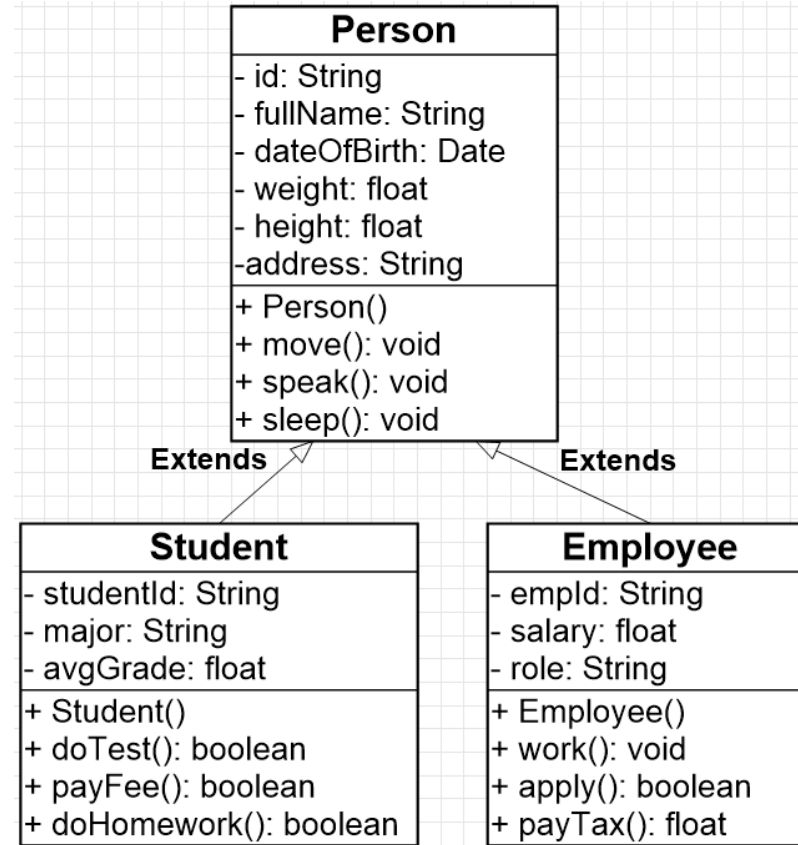 Person
- id: String
- fullName: String
- dateOfBirth: Date
- weight: float
- height: float
-address: String
+ Person()
+ move(): void
+ speak(): void
+ sleep(): void
Extends
Extends
Student
- studentId: String
- major: String
- avgGrade: float
+ Student()
+ doTest(): boolean
+ payFee(): boolean
+ doHomework(): boolean
Employee
- empId: String
- salary: float
- role: String
+ Employee()
+ work(): void
+ apply(): boolean
+ payTax(): float